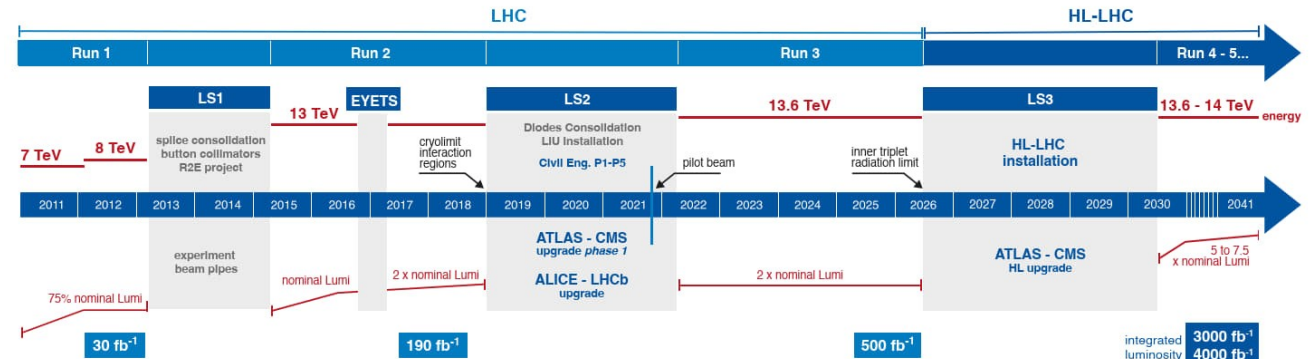 LHC
HL-LHC
Run 1
Run 2
Run 3
Run 4 - 5...
LS1
EYETS
LS2
LS3
13 TeV
13.6 TeV
13.6 - 14 TeV
energy
7 TeV
8 TeV
splice consolidation
button collimators
R2E project
cryolimit
interaction
regions
Diodes Consolidation
LIU Installation
Civil Eng. P1-P5
pilot beam
inner triplet
radiation limit
HL-LHC
installation
2011
2012
2013
2014
2015
2016
2017
2018
2019
2020
2021
2022
2023
2024
2025
2026
2027
2028
2029
2030
2041
experiment
beam pipes
ATLAS - CMS
upgrade phase 1
ALICE - LHCb
upgrade
ATLAS - CMS
HL upgrade
5 to 7.5
x nominal Lumi
75% nominal Lumi
nominal Lumi
2 x nominal Lumi
2 x nominal Lumi
30 fb⁻¹
190 fb⁻¹
500 fb⁻¹
integrated
luminosity
3000 fb⁻¹
4000 fb⁻¹